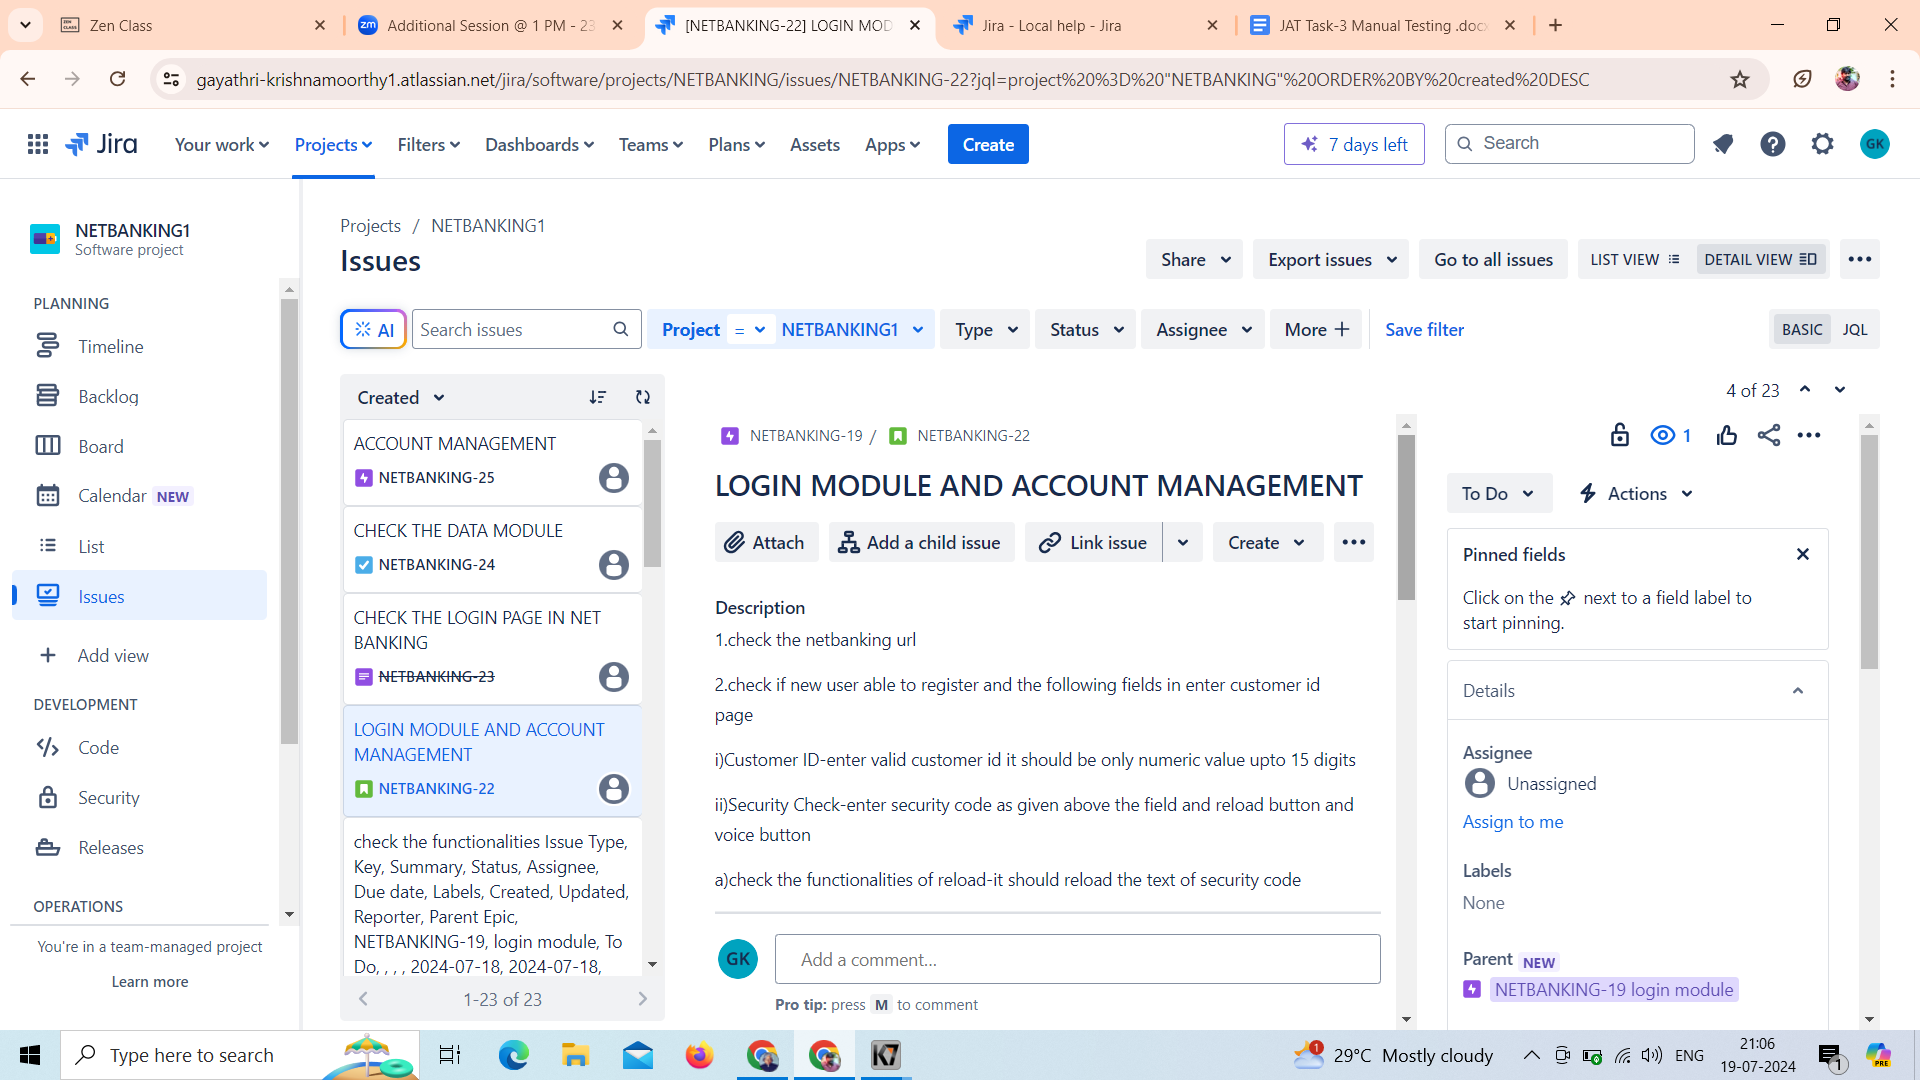 Zen Class
zm Additional Session @ 1 PM - 23
[NETBANKING-22] LOGIN MOD
Jira - Local help - Jira
JAT Task-3 Manual Testing .docx
gayathri-krishnamoorthy1.atlassian.net/jira/software/projects/NETBANKING/issues/NETBANKING-22?jql=project%20%3D%20"NETBANKING"%20ORDER%20BY%20created%20DESC
Jira
Your work
Projects
Filters
Dashboards
Teams
Plans
Assets
Apps
Create
7 days left
Search
GK
NETBANKING1
Software project
PLANNING
Timeline
Backlog
Board
Calendar NEW
List
Issues
Add view
DEVELOPMENT
Code
Security
Releases
OPERATIONS
You're in a team-managed project
Learn more
Projects / NETBANKING1
Issues
Share
Export issues
Go to all issues
LIST VIEW
DETAIL VIEW
AI
Search issues
Project = NETBANKING1
Type
Status
Assignee
More
Save filter
BASIC
JQL
Created
ACCOUNT MANAGEMENT
NETBANKING-25
CHECK THE DATA MODULE
NETBANKING-24
CHECK THE LOGIN PAGE IN NET
BANKING
NETBANKING-23
LOGIN MODULE AND ACCOUNT
MANAGEMENT
NETBANKING-22
check the functionalities Issue Type,
Key, Summary, Status, Assignee,
Due date, Labels, Created, Updated,
Reporter, Parent Epic,
NETBANKING-19, login module, To
Do, , , , 2024-07-18, 2024-07-18,
1-23 of 23
4 of 23
NETBANKING-19 / NETBANKING-22
LOGIN MODULE AND ACCOUNT MANAGEMENT
Attach
Add a child issue
Link issue
Create
Description
1.check the netbanking url
2.check if new user able to register and the following fields in enter customer id
page
i)Customer ID-enter valid customer id it should be only numeric value upto 15 digits
ii)Security Check-enter security code as given above the field and reload button and
voice button
a)check the functionalities of reload-it should reload the text of security code
GK
Add a comment...
Pro tip: press M to comment
1
To Do
Actions
Pinned fields
Click on the next to a field label to
start pinning.
Details
Assignee
Unassigned
Assign to me
Labels
None
Parent NEW
NETBANKING-19 login module
Type here to search
K7
1
29°C Mostly cloudy
ENG
21:06
19-07-2024
1
PRE